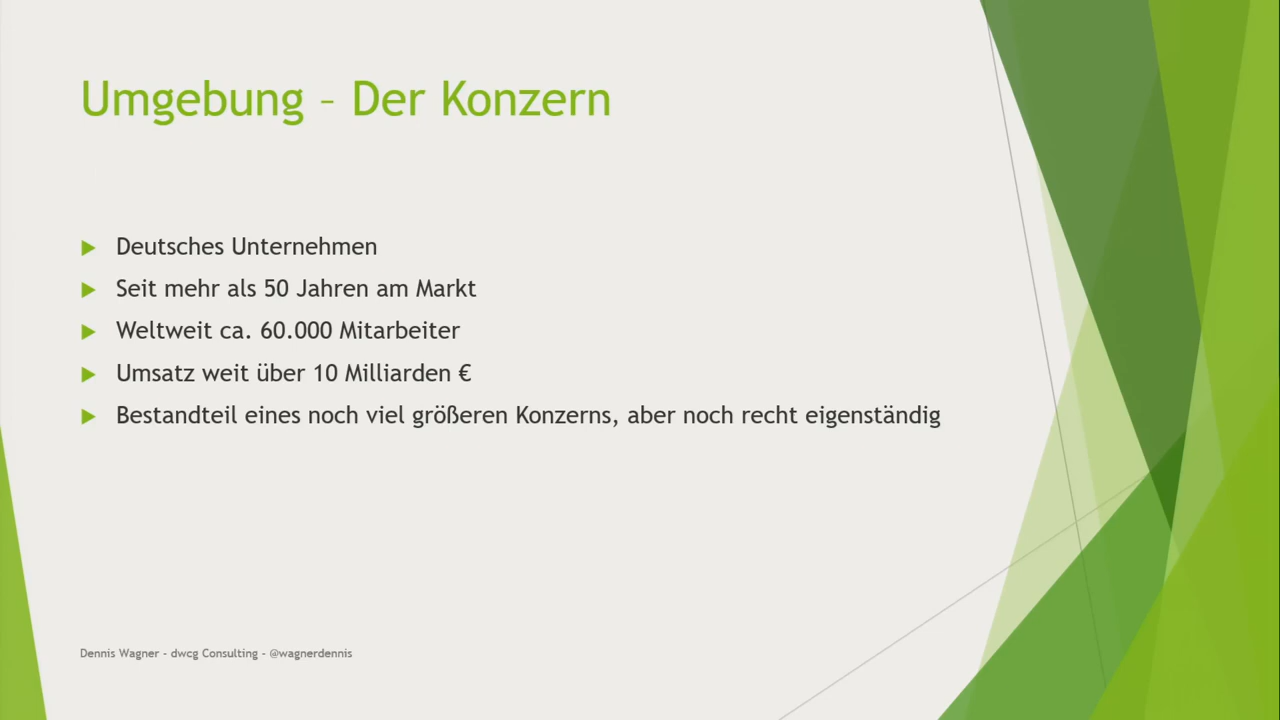 Umgebung – Der Konzern
Deutsches Unternehmen
Seit mehr als 50 Jahren am Markt
Weltweit ca. 60.000 Mitarbeiter
Umsatz weit über 10 Milliarden €
Bestandteil eines noch viel größeren Konzerns, aber noch recht eigenständig
Dennis Wagner - dwcg Consulting - @wagnerdennis